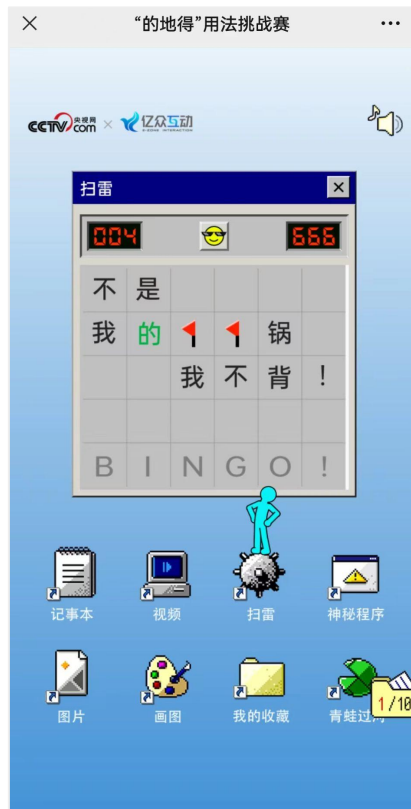 “的地得”用法挑战赛
CCTV.com 央视网 × 亿众互动
扫雷
004 666
不是
我的锅
我不背!
BINGO!
记事本 视频 扫雷 神秘程序
图片 画图 我的收藏 青蛙过河
1/10